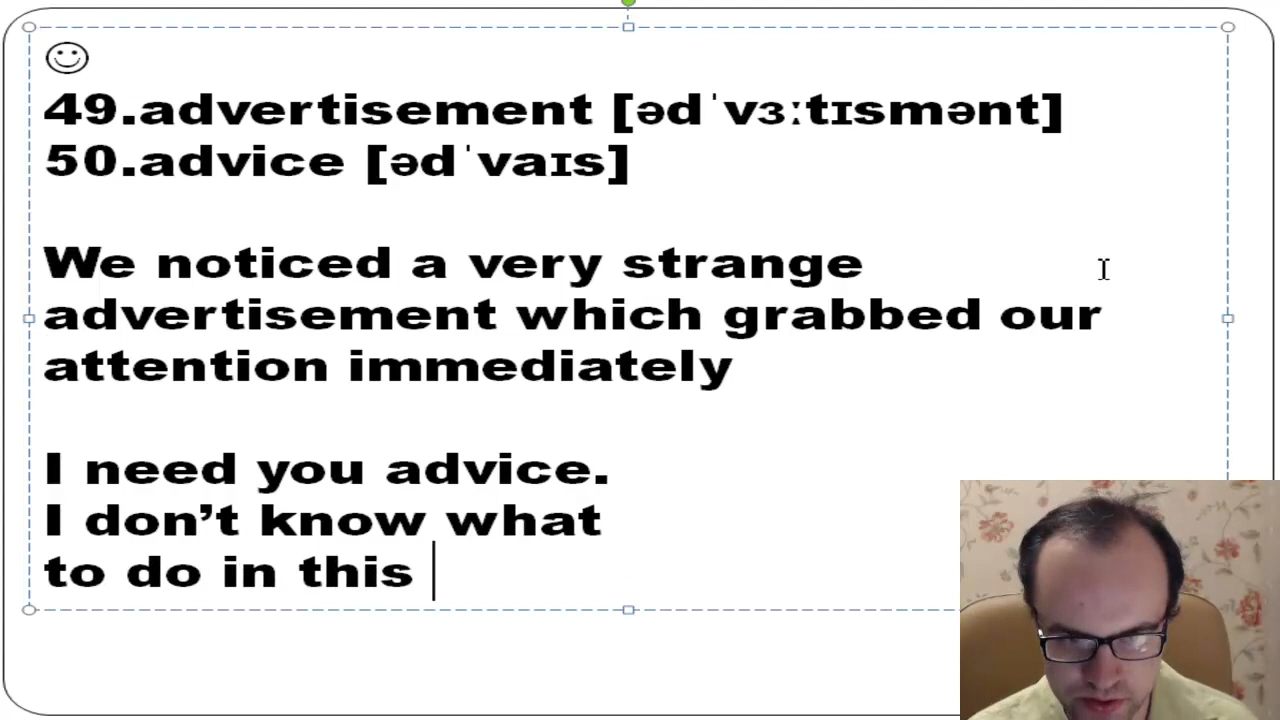 49.advertisement [ədˈvɜːtɪsmənt]
50.advice [ədˈvaɪs]
We noticed a very strange
advertisement which grabbed our
attention immediately
I need you advice.
I don’t know what
to do in this